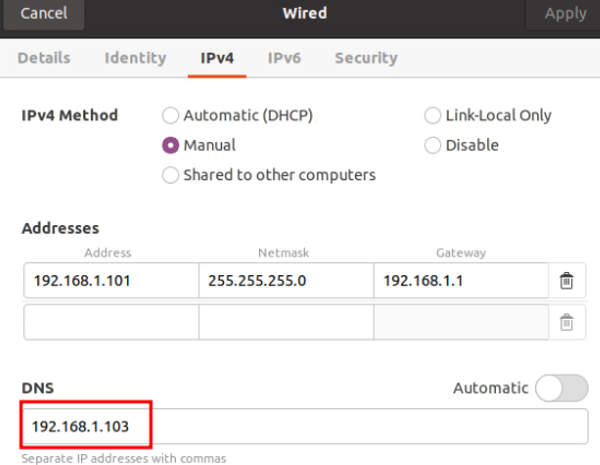 Cancel Wired Apply
Details Identity IPv4 IPv6 Security
IPv4 Method Automatic (DHCP) Link-Local Only
Manual Disable
Shared to other computers
Addresses
Address Netmask Gateway
192.168.1.101 255.255.255.0 192.168.1.1
DNS Automatic
192.168.1.103
Separate IP addresses with commas